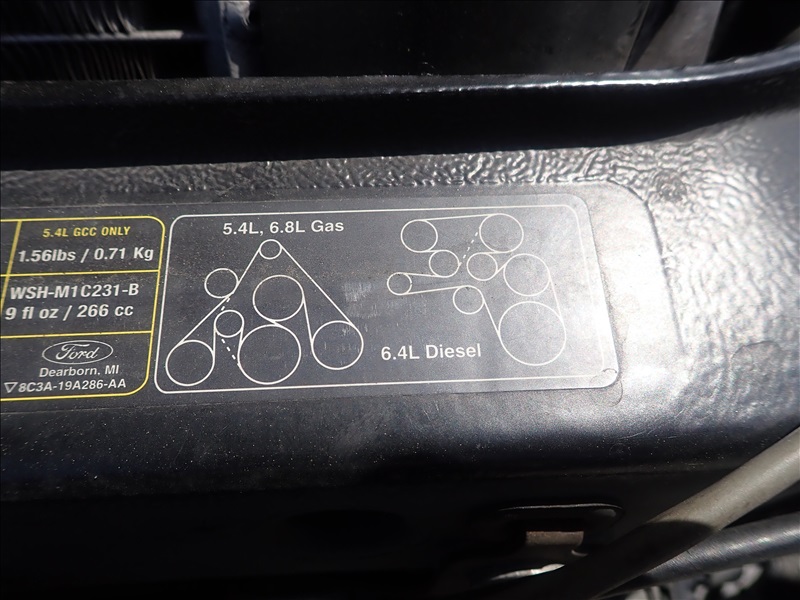 5.4L GCC ONLY
1.56lbs / 0.71 Kg
WSH-M1C231-B
9 fl oz / 266 cc
Ford
Dearborn, MI
▽8C3A-19A286-AA
5.4L, 6.8L Gas
6.4L Diesel